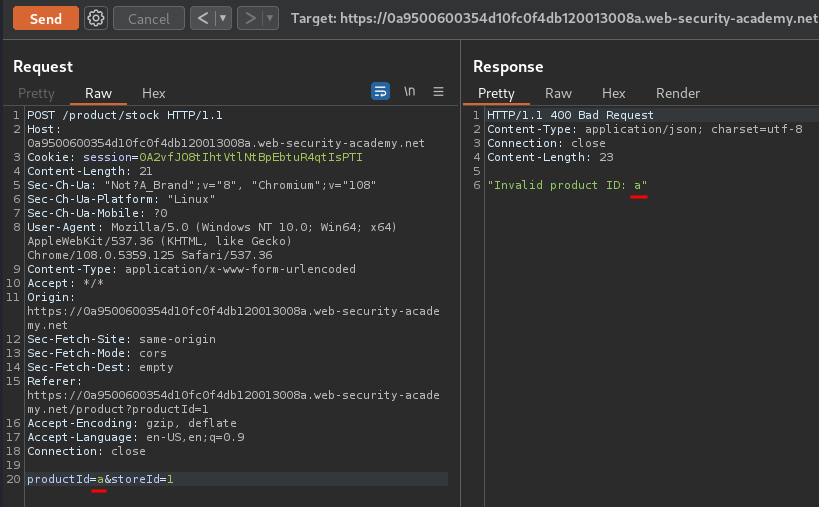 Send Cancel < > Target: https://0a9500600354d10fc0f4db120013008a.web-security-academy.net
Request
Pretty Raw Hex \n
1 POST /product/stock HTTP/1.1
2 Host:
0a9500600354d10fc0f4db120013008a.web-security-academy.net
3 Cookie: session=0A2vfJO8tIhtVtlNtBpEbtuR4qtIsPTI
4 Content-Length: 21
5 Sec-Ch-Ua: "Not?A_Brand";v="8", "Chromium";v="108"
6 Sec-Ch-Ua-Platform: "Linux"
7 Sec-Ch-Ua-Mobile: ?0
8 User-Agent: Mozilla/5.0 (Windows NT 10.0; Win64; x64)
AppleWebKit/537.36 (KHTML, like Gecko)
Chrome/108.0.5359.125 Safari/537.36
9 Content-Type: application/x-www-form-urlencoded
10 Accept: */*
11 Origin:
https://0a9500600354d10fc0f4db120013008a.web-security-acade
my.net
12 Sec-Fetch-Site: same-origin
13 Sec-Fetch-Mode: cors
14 Sec-Fetch-Dest: empty
15 Referer:
https://0a9500600354d10fc0f4db120013008a.web-security-acade
my.net/product?productId=1
16 Accept-Encoding: gzip, deflate
17 Accept-Language: en-US,en;q=0.9
18 Connection: close
19
20 productId=a&storeId=1
Response
Pretty Raw Hex Render
1 HTTP/1.1 400 Bad Request
2 Content-Type: application/json; charset=utf-8
3 Connection: close
4 Content-Length: 23
5
6 "Invalid product ID: a"